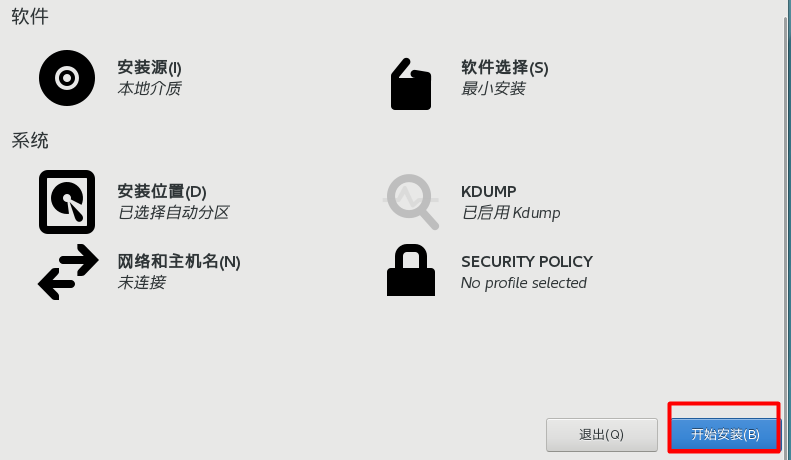 软件
安装源(I)
本地介质
软件选择(S)
最小安装
系统
安装位置(D)
已选择自动分区
KDUMP
已启用 Kdump
网络和主机名(N)
未连接
SECURITY POLICY
No profile selected
退出(Q)
开始安装(B)